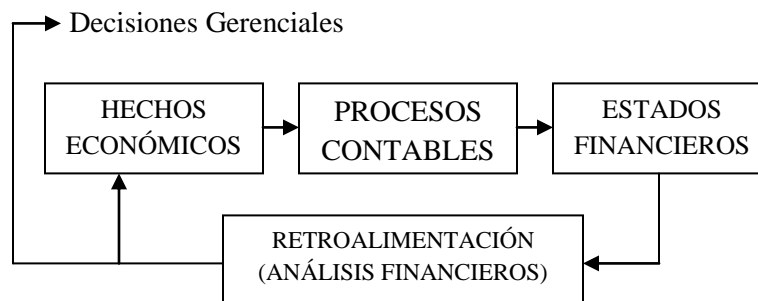 Decisiones Gerenciales
HECHOS
ECONÓMICOS
PROCESOS
CONTABLES
ESTADOS
FINANCIEROS
RETROALIMENTACIÓN
(ANÁLISIS FINANCIEROS)